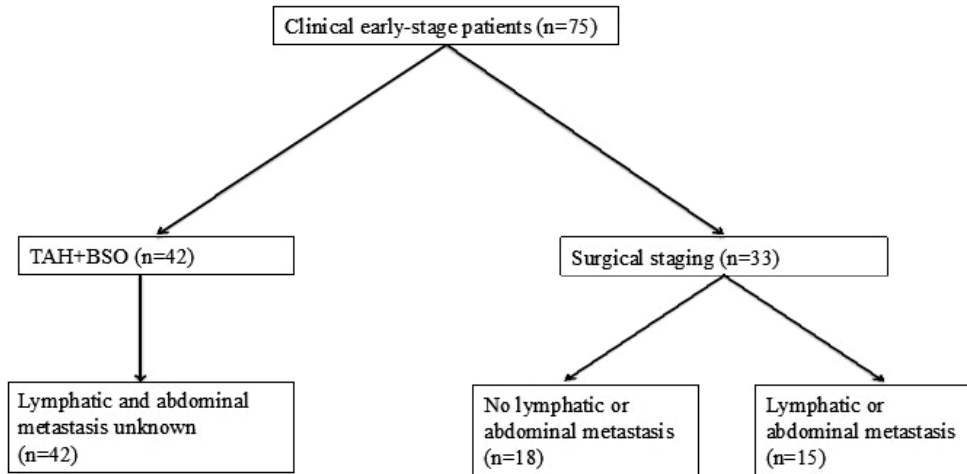 Clinical early-stage patients (n=75)
TAH+BSO (n=42)
Surgical staging (n=33)
Lymphatic and abdominal
metastasis unknown
(n=42)
No lymphatic or
abdominal metastasis
(n=18)
Lymphatic or
abdominal metastasis
(n=15)